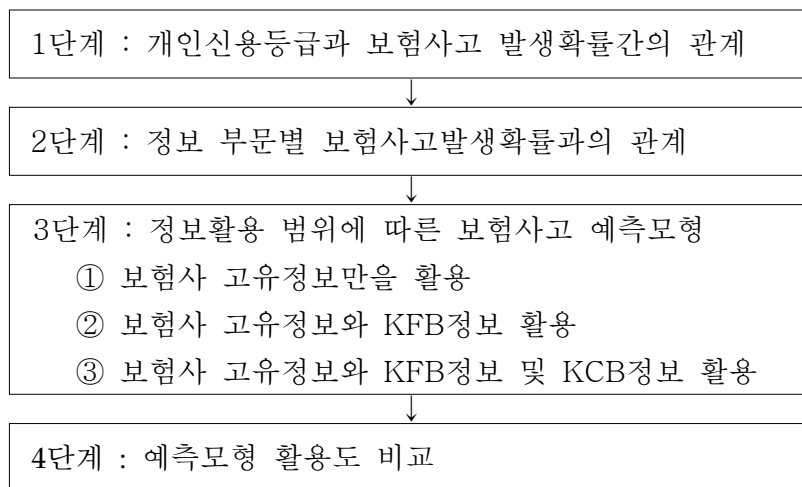 1단계 : 개인신용등급과 보험사고 발생확률간의 관계
2단계 : 정보 부문별 보험사고발생확률과의 관계
3단계 : 정보활용 범위에 따른 보험사고 예측모형
① 보험사 고유정보만을 활용
② 보험사 고유정보와 KFB정보 활용
③ 보험사 고유정보와 KFB정보 및 KCB정보 활용
4단계 : 예측모형 활용도 비교